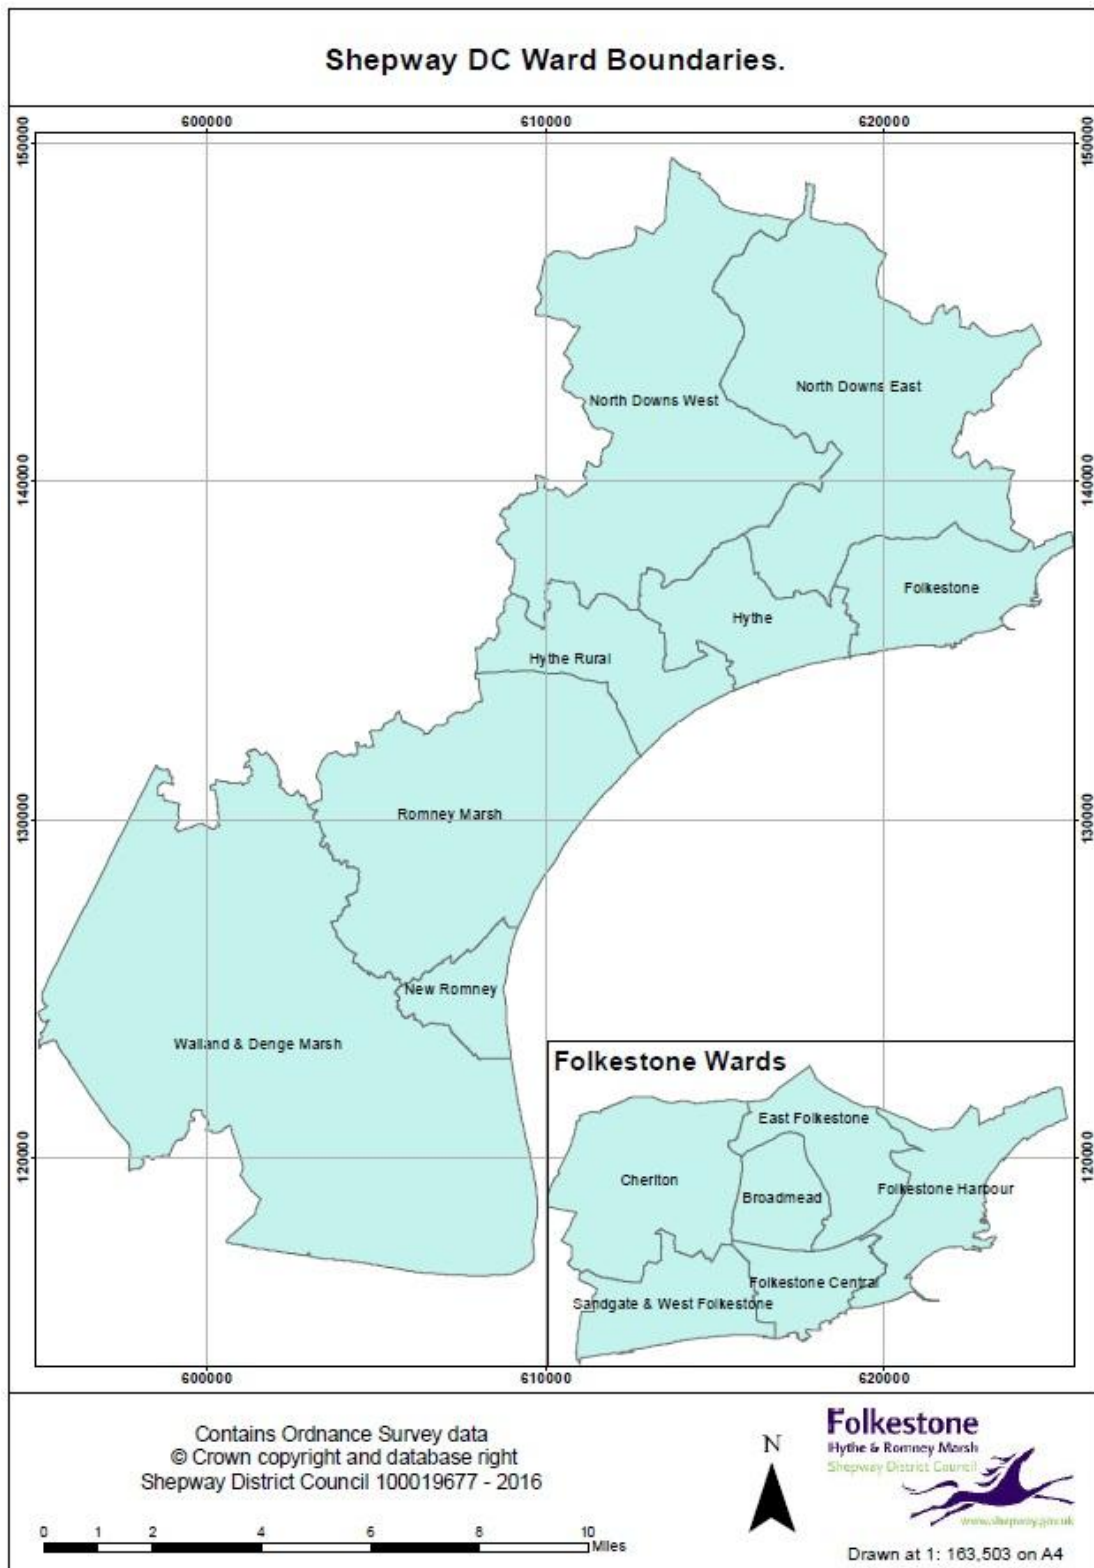 Shepway DC Ward Boundaries.
600000 610000 620000
150000 150000
North Downs East
North Downs West
140000 140000
Folkestone
Hythe
Hythe Rural
Romney Marsh
130000 130000
New Romney
Walland & Denge Marsh
Folkestone Wards
East Folkestone
120000 120000
Cheriton
Folkestone Harbour
Broadmead
Folkestone Central
Sandgate & West Folkestone
600000 610000 620000
Contains Ordnance Survey data
© Crown copyright and database right
Shepway District Council 100019677 - 2016
0 1 2 4 6 8 10
Miles
N
Folkestone
Hythe & Romney Marsh
Shepway District Council
www.shepway.gov.uk
Drawn at 1: 163,503 on A4